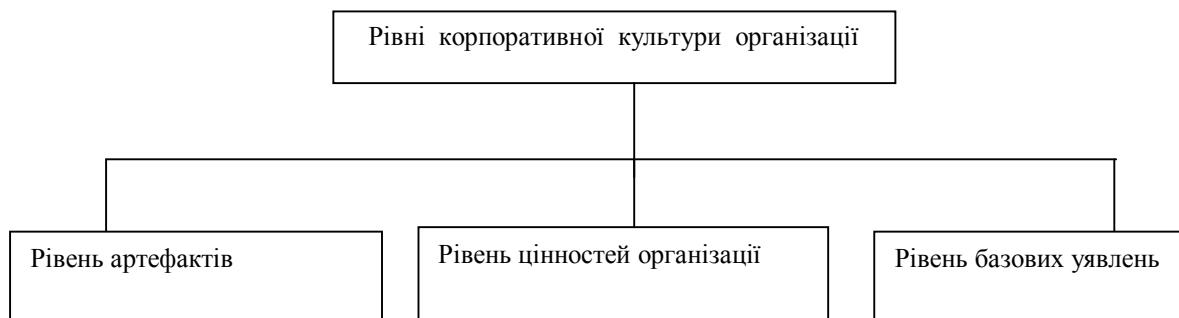 Рівні корпоративної культури організації
Рівень артефактів
Рівень цінностей організації
Рівень базових уявлень